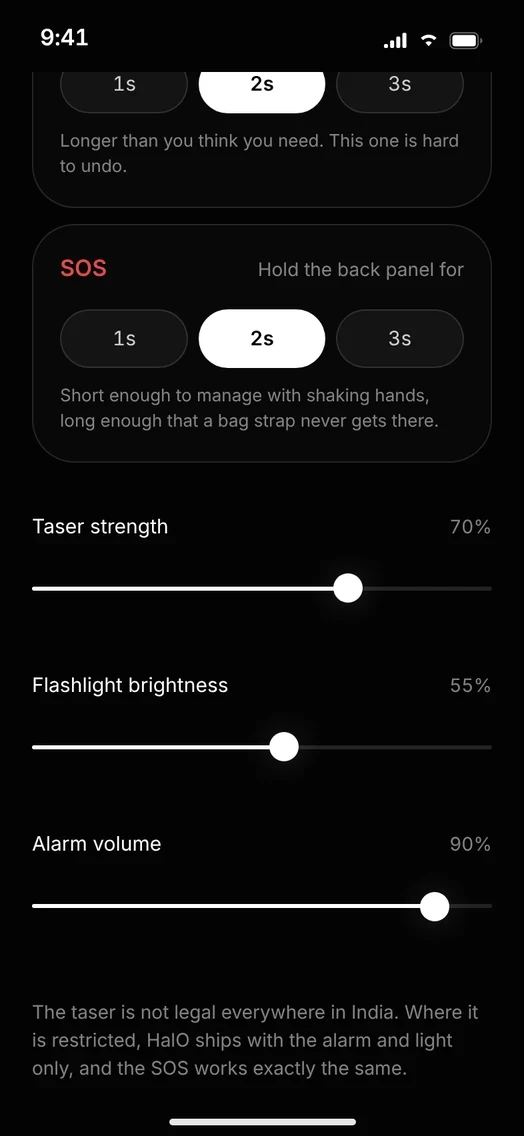 9:41
1s 2s 3s
Longer than you think you need. This one is hard
to undo.
SOS Hold the back panel for
1s 2s 3s
Short enough to manage with shaking hands,
long enough that a bag strap never gets there.
Taser strength 70%
Flashlight brightness 55%
Alarm volume 90%
The taser is not legal everywhere in India. Where it
is restricted, HalO ships with the alarm and light
only, and the SOS works exactly the same.